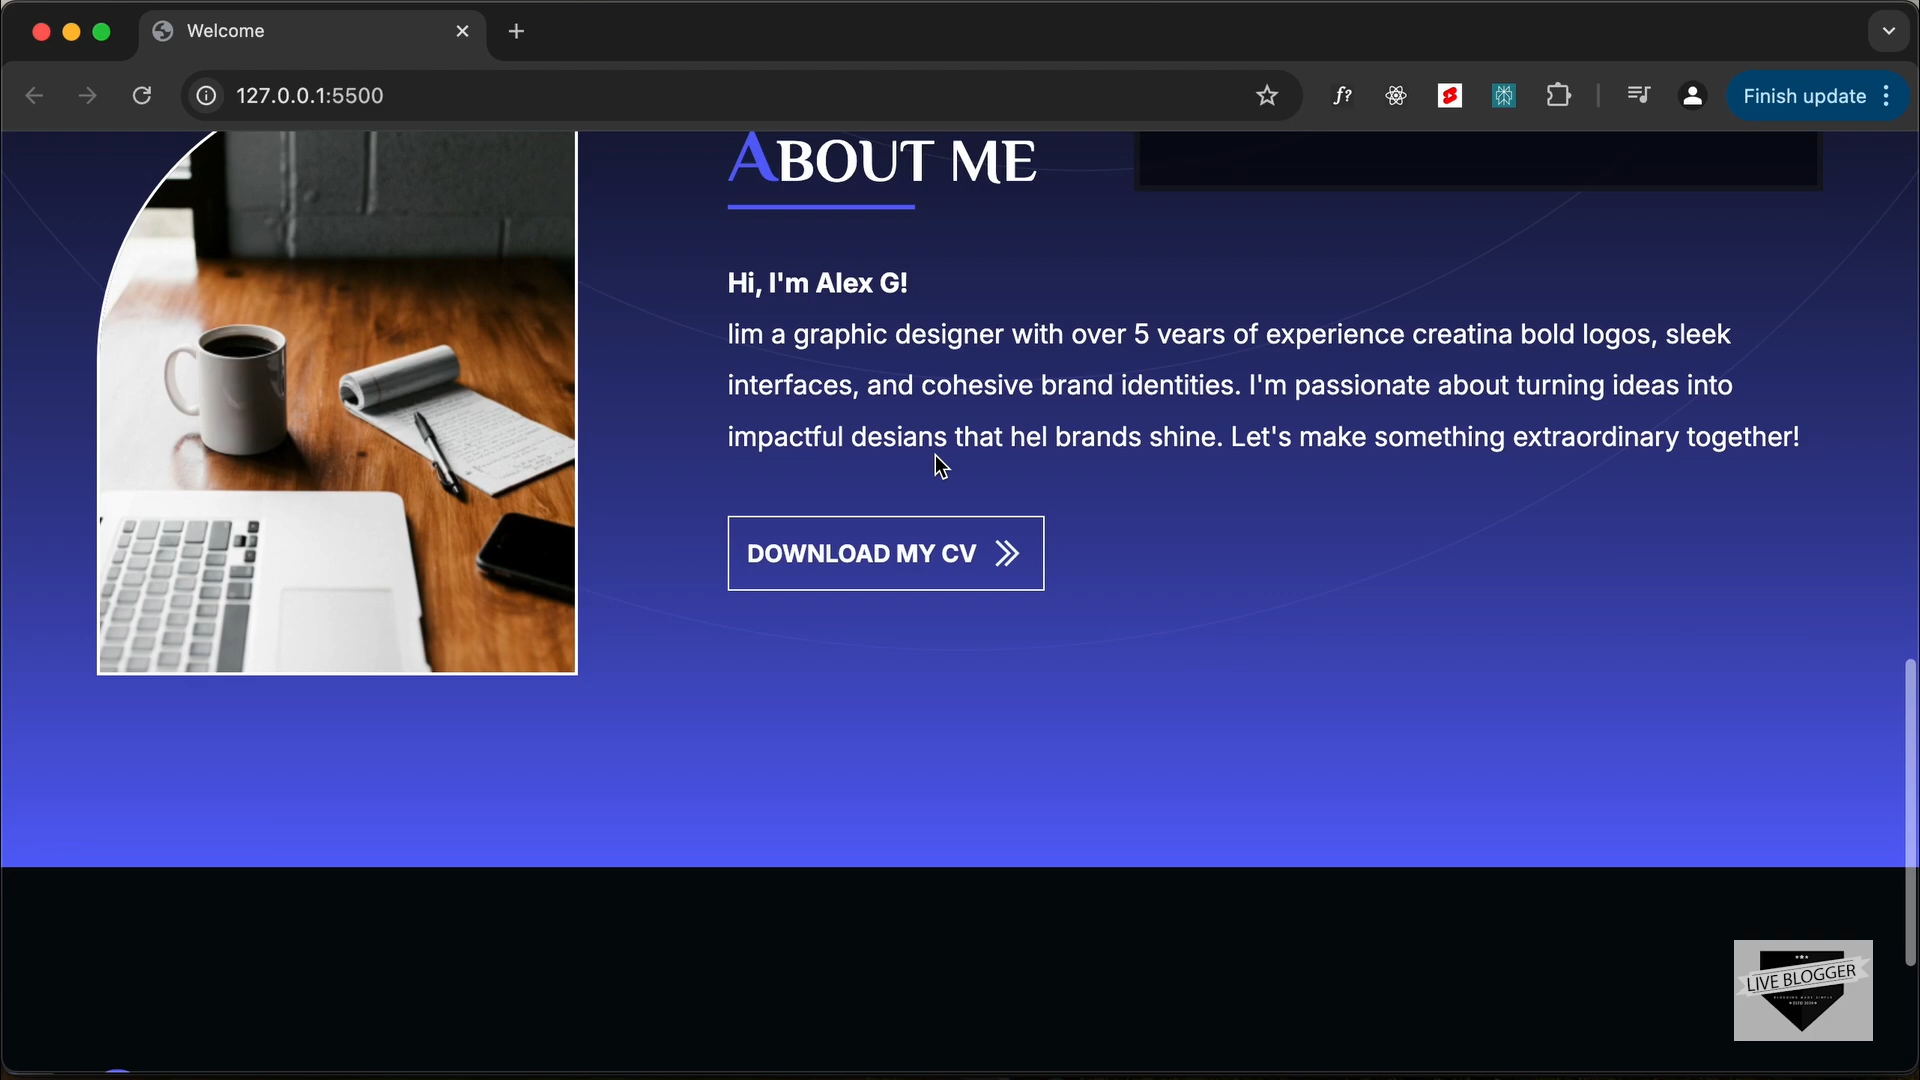 Welcome
127.0.0.1:5500
f?
Finish update
ABOUT ME
Hi, I'm Alex G!
lim a graphic designer with over 5 vears of experience creatina bold logos, sleek
interfaces, and cohesive brand identities. I'm passionate about turning ideas into
impactful desians that hel brands shine. Let's make something extraordinary together!
DOWNLOAD MY CV
LIVE BLOGGER